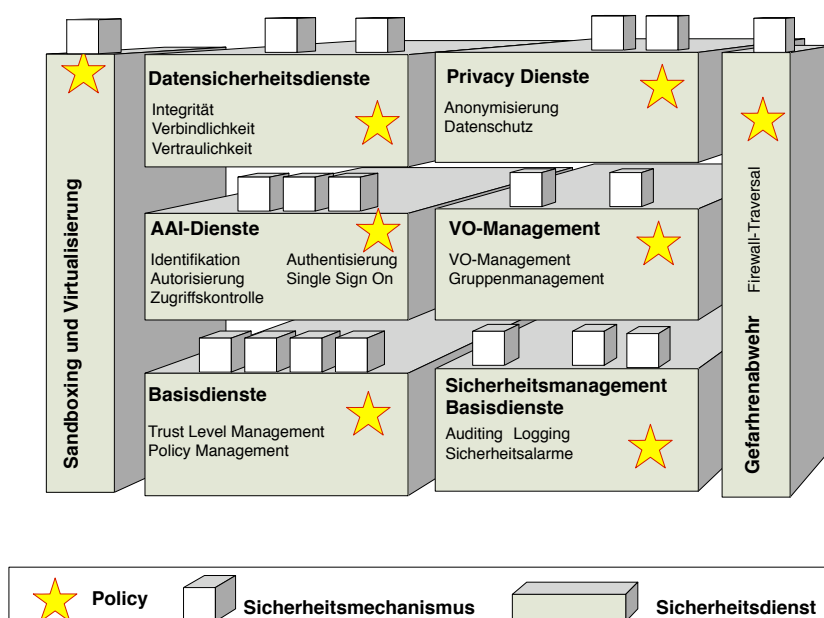 Datensicherheitsdienste
Integrität
Verbindlichkeit
Vertraulichkeit
Privacy Dienste
Anonymisierung
Datenschutz
Sandboxing und Virtualisierung
AAI-Dienste
Identifikation Authentisierung
Autorisierung Single Sign On
Zugriffskontrolle
VO-Management
VO-Management
Gruppenmanagement
Gefarhrenabwehr Firewall-Traversal
Basisdienste
Trust Level Management
Policy Management
Sicherheitsmanagement
Basisdienste
Auditing Logging
Sicherheitsalarme
Policy
Sicherheitsmechanismus
Sicherheitsdienst